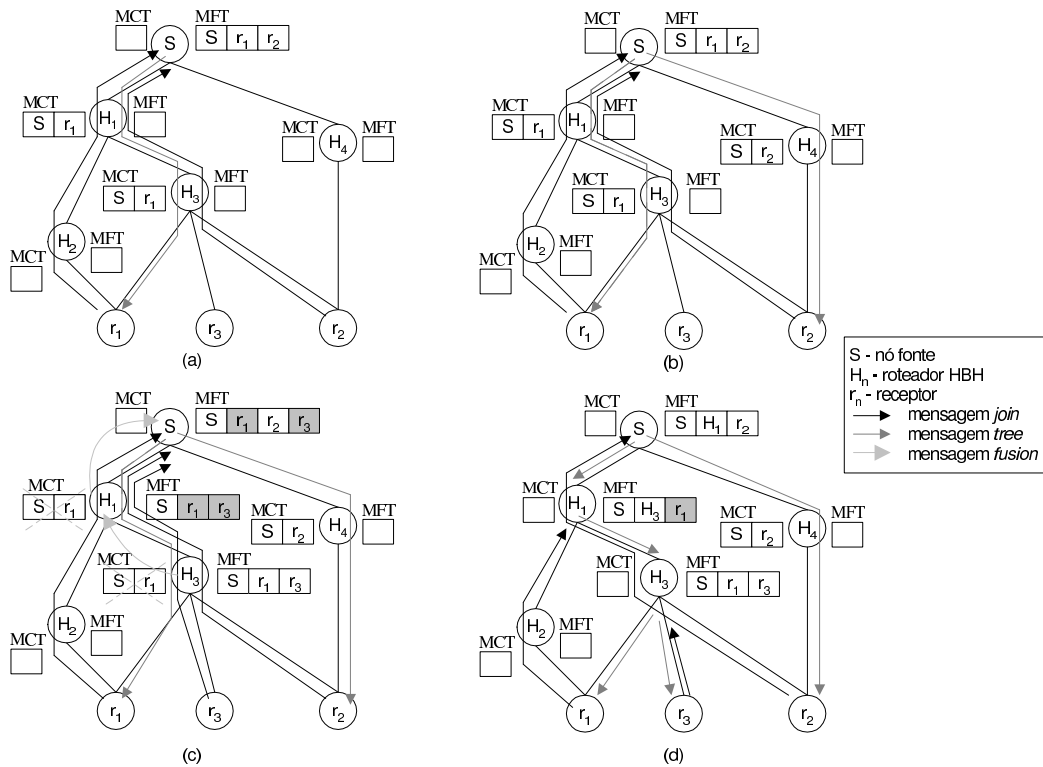 MCT MFT
S S r1 r2
MCT MFT
S r1 H1
MCT MFT
H4
MCT MFT
S r1 H3
H2 MFT
MCT
r1 r3 r2
(a)
MCT MFT
S S r1 r2
MCT MFT
S r1 H1
MCT MFT
S r2 H4
MCT MFT
S r1 H3
H2 MFT
MCT
r1 r3 r2
(b)
S - nó fonte
Hn - roteador HBH
rn - receptor
mensagem join
mensagem tree
mensagem fusion
MCT MFT
S S r1 r2 r3
MCT MFT
S r1 H1 S r1 r3
MCT MFT
S r2 H4
MCT MFT
S r1 H3 S r1 r3
H2 MFT
MCT
r1 r3 r2
(c)
MCT MFT
S S H1 r2
MCT MFT
H1 S H3 r1
MCT MFT
S r2 H4
MCT MFT
H3 S r1 r3
H2 MFT
MCT
r1 r3 r2
(d)